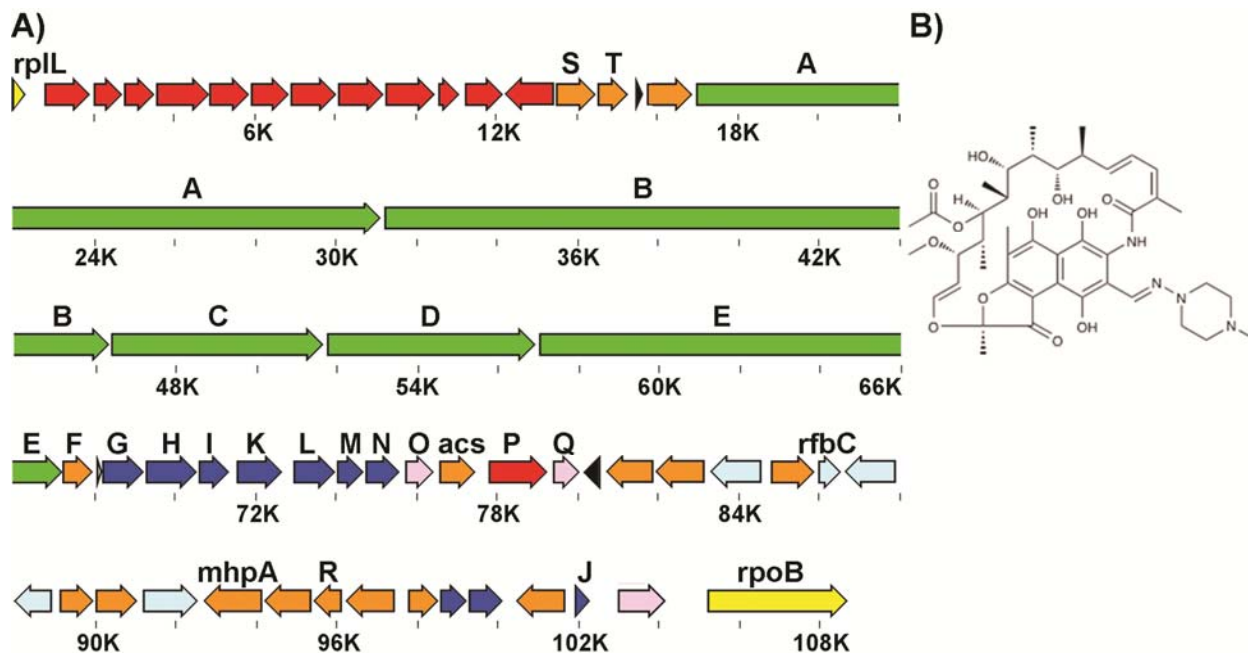 A)
rplL S T A
6K 12K 18K
A B
24K 30K 36K 42K
B C D E
48K 54K 60K 66K
E F G H I K L M N O acs P Q rfbC
72K 78K 84K
mhpA R J rpoB
90K 96K 102K 108K
B)
HO
O H OH O
O OH OH NH
O
O N N
N
O OH
O